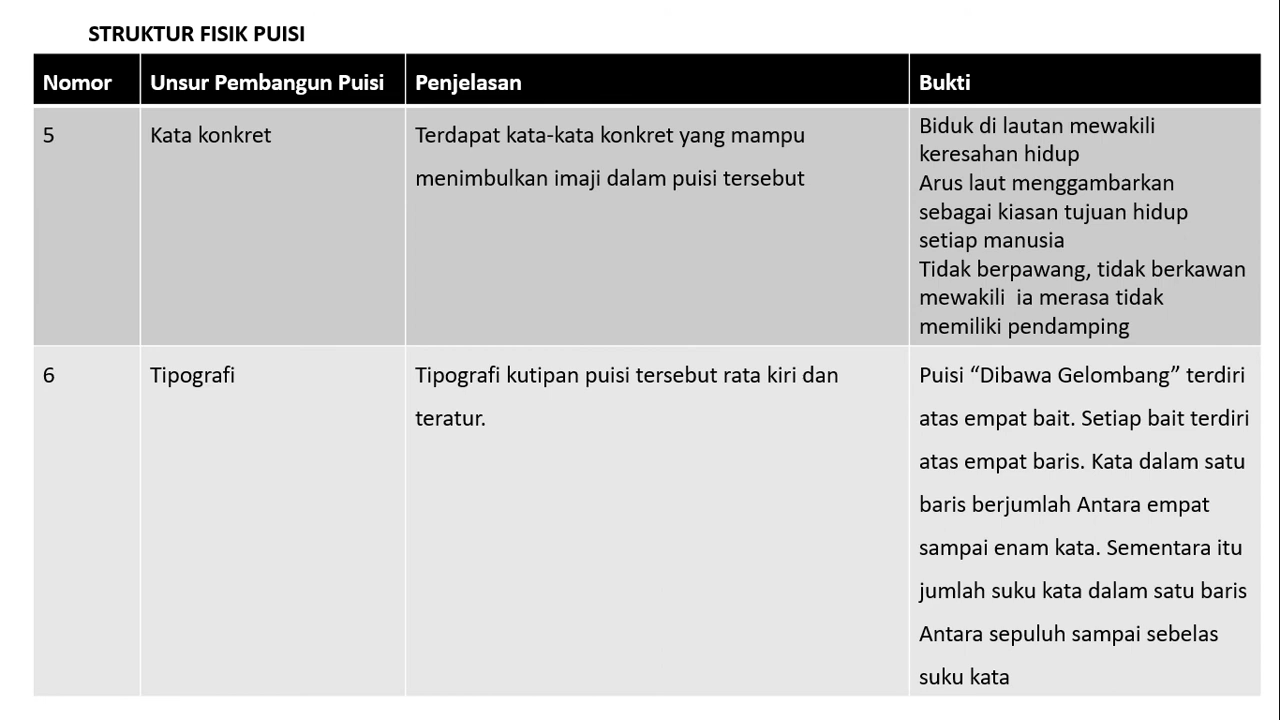 STRUKTUR FISIK PUISI
Nomor
Unsur Pembangun Puisi
Penjelasan
Bukti
5
Kata konkret
Terdapat kata-kata konkret yang mampu
menimbulkan imaji dalam puisi tersebut
Biduk di lautan mewakili
keresahan hidup
Arus laut menggambarkan
sebagai kiasan tujuan hidup
setiap manusia
Tidak berpawang, tidak berkawan
mewakili  ia merasa tidak
memiliki pendamping
6
Tipografi
Tipografi kutipan puisi tersebut rata kiri dan
teratur.
Puisi “Dibawa Gelombang” terdiri
atas empat bait. Setiap bait terdiri
atas empat baris. Kata dalam satu
baris berjumlah Antara empat
sampai enam kata. Sementara itu
jumlah suku kata dalam satu baris
Antara sepuluh sampai sebelas
suku kata